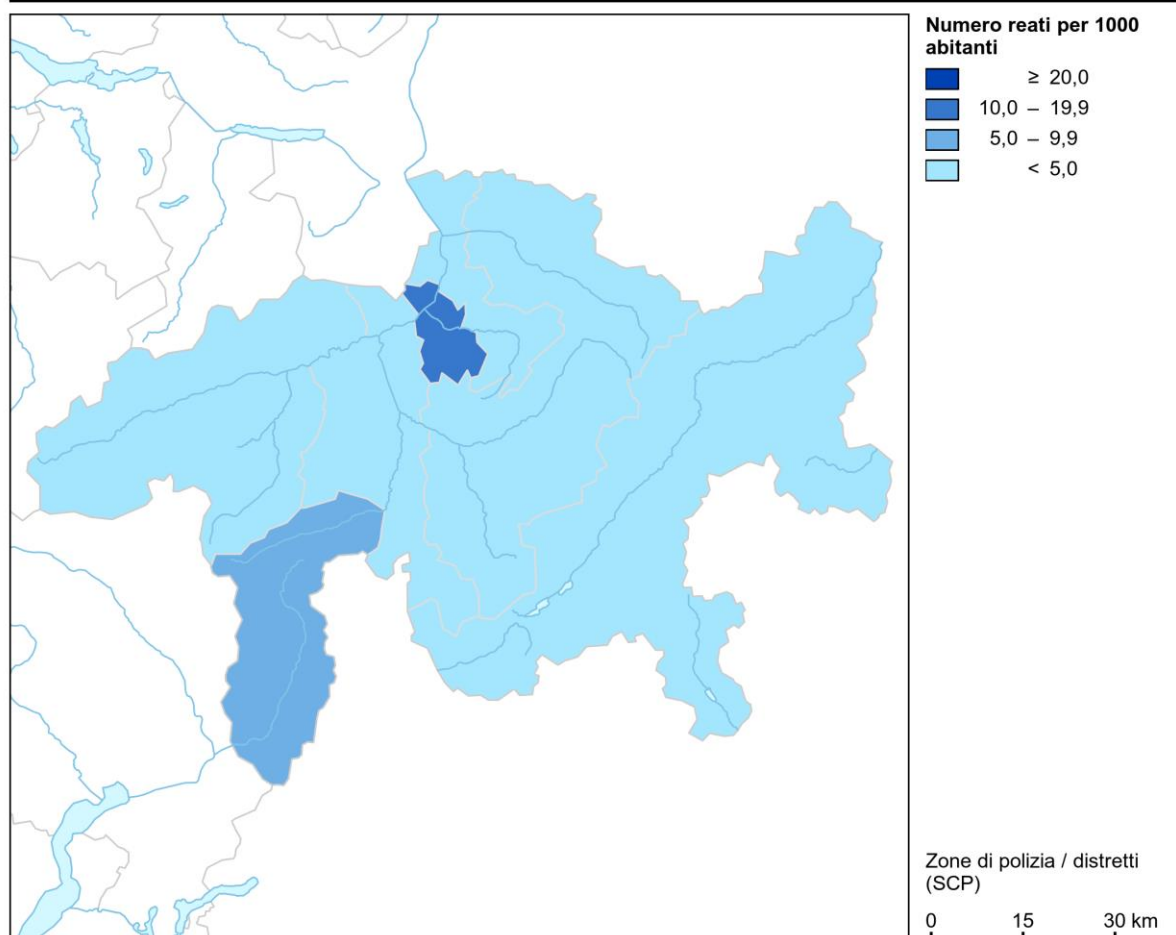 Numero reati per 1000
abitanti
≥ 20,0
10,0 – 19,9
5,0 – 9,9
< 5,0
Zone di polizia / distretti
(SCP)
0 15 30 km